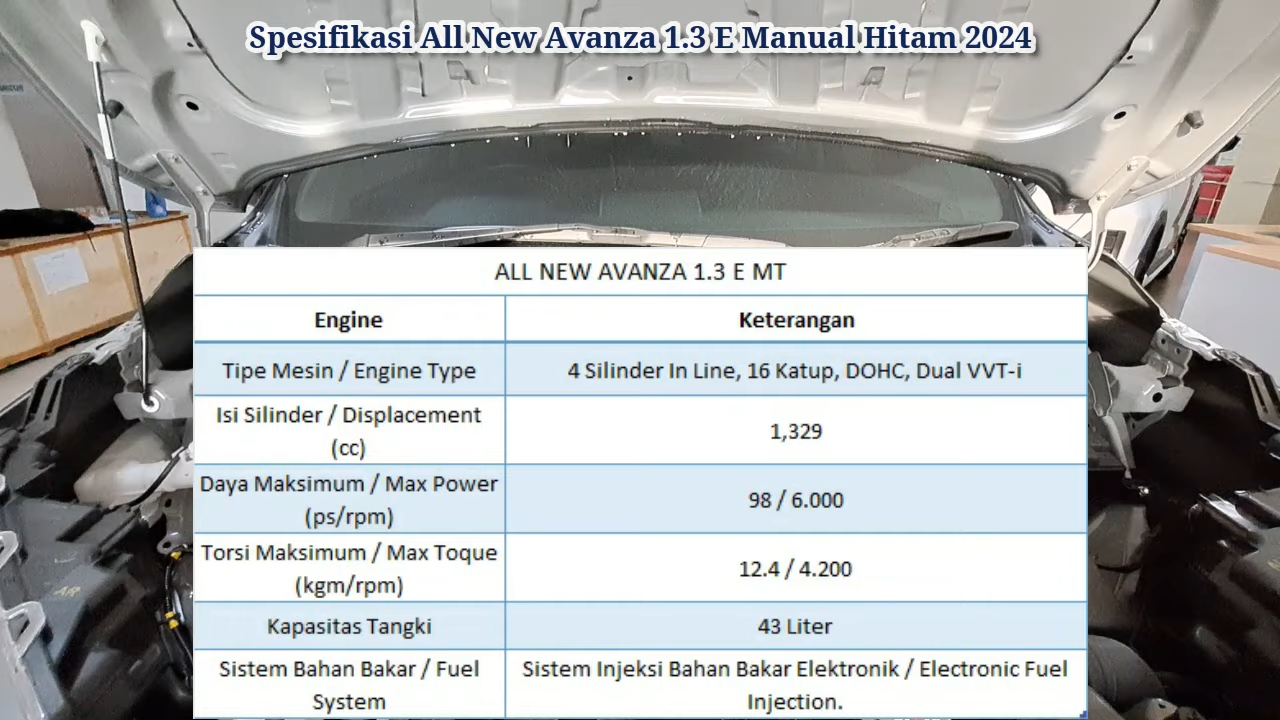 Spesifikasi All New Avanza 1.3 E Manual Hitam 2024
ALL NEW AVANZA 1.3 E MT
Engine
Keterangan
Tipe Mesin / Engine Type
4 Silinder In Line, 16 Katup, DOHC, Dual VVT-i
Isi Silinder / Displacement
(cc)
1,329
Daya Maksimum / Max Power
(ps/rpm)
98 / 6.000
Torsi Maksimum / Max Toque
(kgm/rpm)
12.4 / 4.200
Kapasitas Tangki
43 Liter
Sistem Bahan Bakar / Fuel
System
Sistem Injeksi Bahan Bakar Elektronik / Electronic Fuel
Injection.